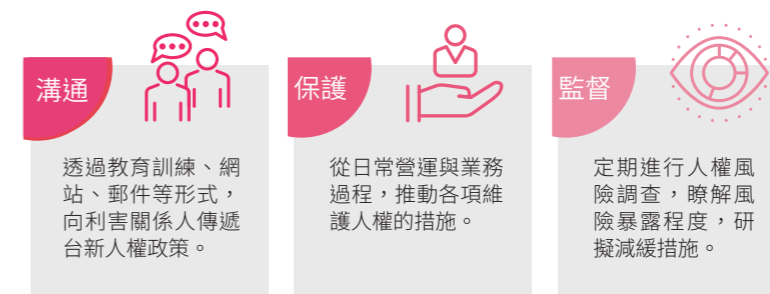 溝通
透過教育訓練、網
站、郵件等形式，
向利害關係人傳遞
台新人權政策。
保護
從日常營運與業務
過程，推動各項維
護人權的措施。
監督
定期進行人權風
險調查，瞭解風
險暴露程度，研
擬減緩措施。